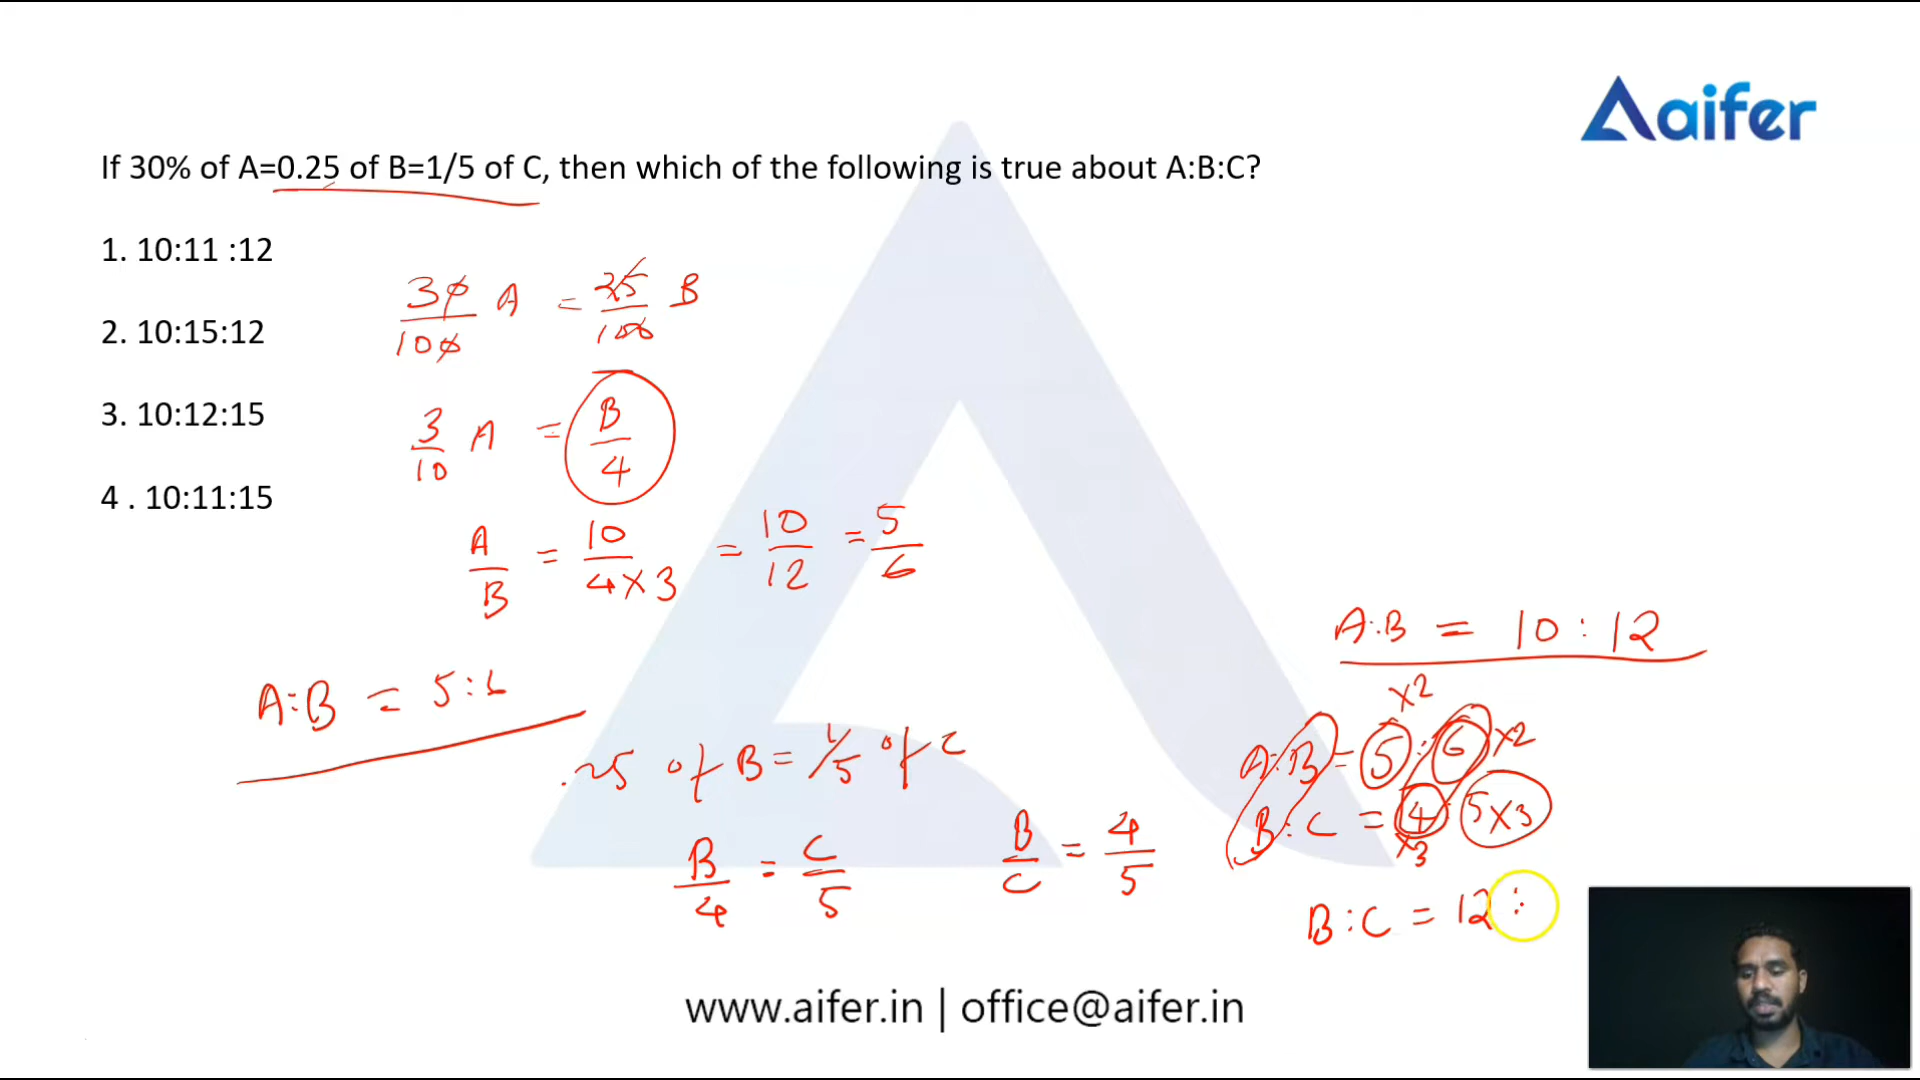 aifer
If 30% of A=0.25 of B=1/5 of C, then which of the following is true about A:B:C?
1. 10:11 :12
2. 10:15:12
3. 10:12:15
4 . 10:11:15
30/100 A = 25/100 B
3/10 A = B/4
A/B = 10/4×3 = 10/12 = 5/6
A:B = 5:6
.25 of B = 1/5 of C
B/4 = C/5
B/C = 4/5
A:B = 10:12
×2
A:B = 5:6 ×2
B:C = 4:5×3
×3
B:C = 12:
www.aifer.in | office@aifer.in